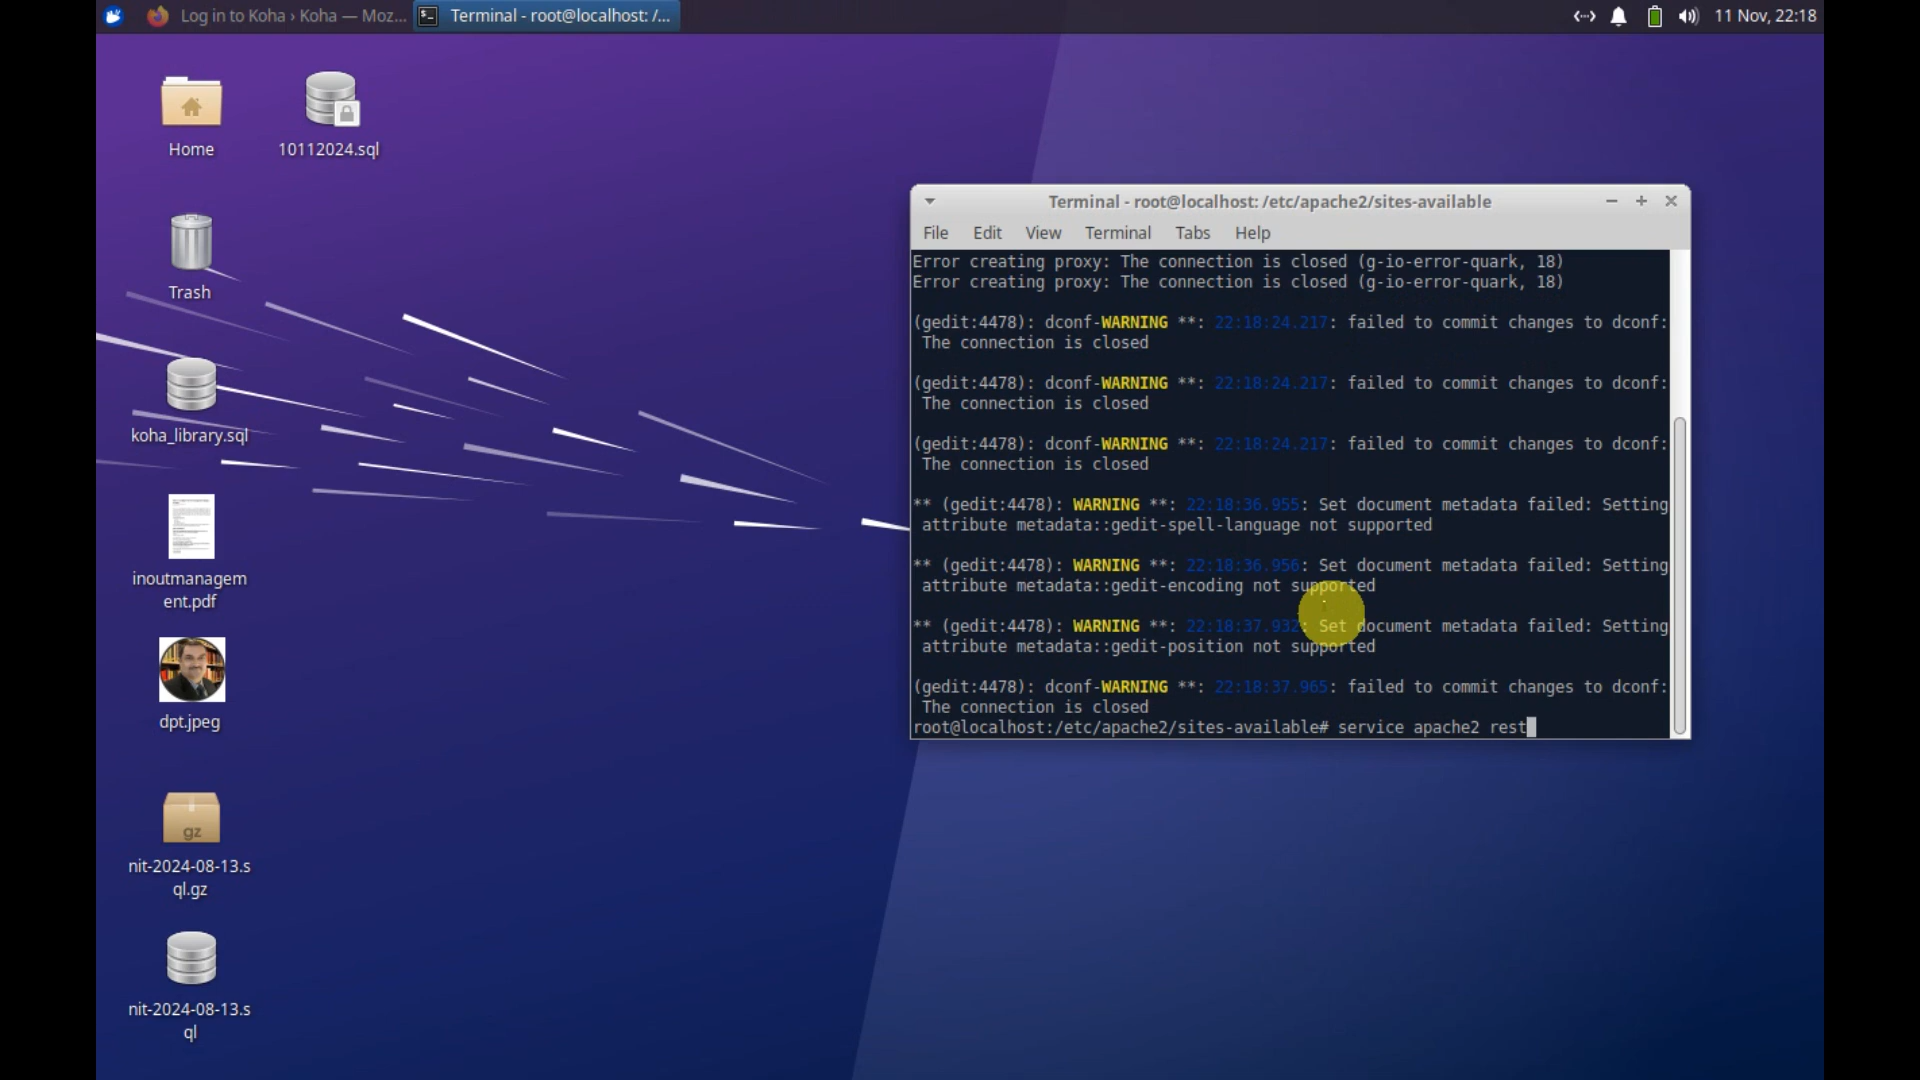 Log in to Koha › Koha — Moz...
Terminal - root@localhost: /...
11 Nov, 22:18
Home
10112024.sql
Trash
koha_library.sql
inoutmanagem
ent.pdf
dpt.jpeg
gz
nit-2024-08-13.s
ql.gz
nit-2024-08-13.s
ql
Terminal - root@localhost: /etc/apache2/sites-available
File Edit View Terminal Tabs Help
Error creating proxy: The connection is closed (g-io-error-quark, 18)
Error creating proxy: The connection is closed (g-io-error-quark, 18)
(gedit:4478): dconf-WARNING **: 22:18:24.217: failed to commit changes to dconf:
The connection is closed
(gedit:4478): dconf-WARNING **: 22:18:24.217: failed to commit changes to dconf:
The connection is closed
(gedit:4478): dconf-WARNING **: 22:18:24.217: failed to commit changes to dconf:
The connection is closed
** (gedit:4478): WARNING **: 22:18:36.955: Set document metadata failed: Setting
attribute metadata::gedit-spell-language not supported
** (gedit:4478): WARNING **: 22:18:36.956: Set document metadata failed: Setting
attribute metadata::gedit-encoding not supported
** (gedit:4478): WARNING **: 22:18:37.932: Set document metadata failed: Setting
attribute metadata::gedit-position not supported
(gedit:4478): dconf-WARNING **: 22:18:37.965: failed to commit changes to dconf:
The connection is closed
root@localhost:/etc/apache2/sites-available# service apache2 rest